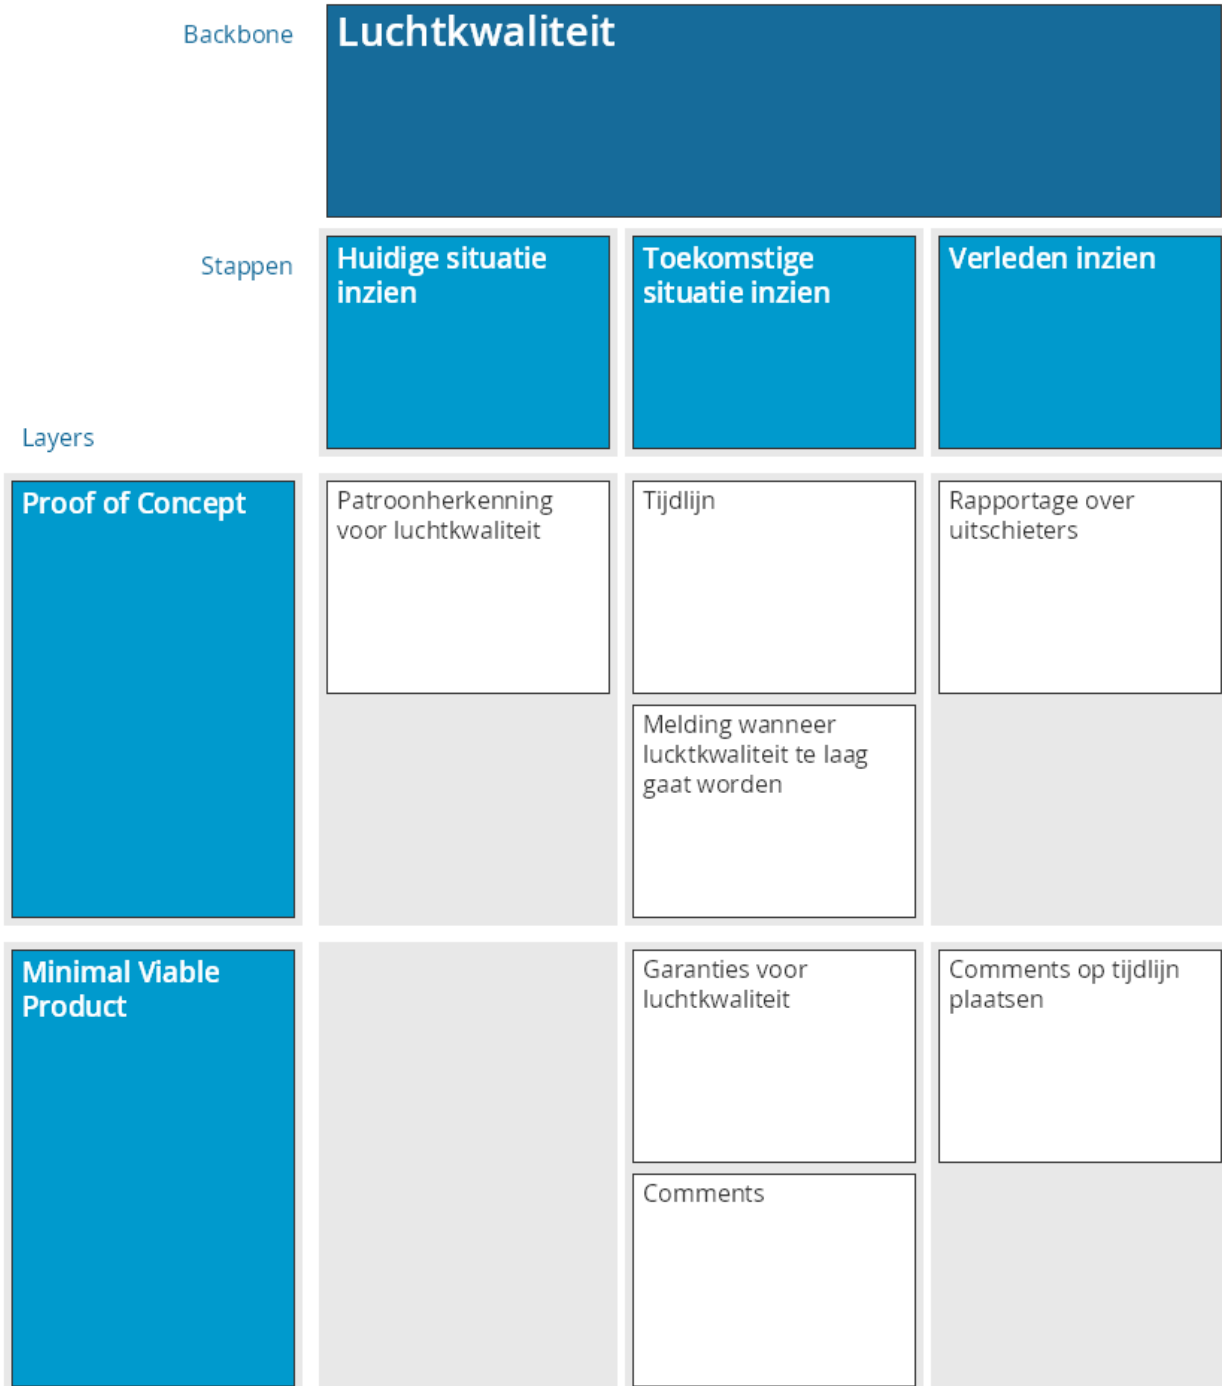 Backbone
Luchtkwaliteit
Stappen
Huidige situatie
inzien
Toekomstige
situatie inzien
Verleden inzien
Layers
Proof of Concept
Patroonherkenning
voor luchtkwaliteit
Tijdlijn
Rapportage over
uitschieters
Melding wanneer
lucktkwaliteit te laag
gaat worden
Minimal Viable
Product
Garanties voor
luchtkwaliteit
Comments op tijdlijn
plaatsen
Comments